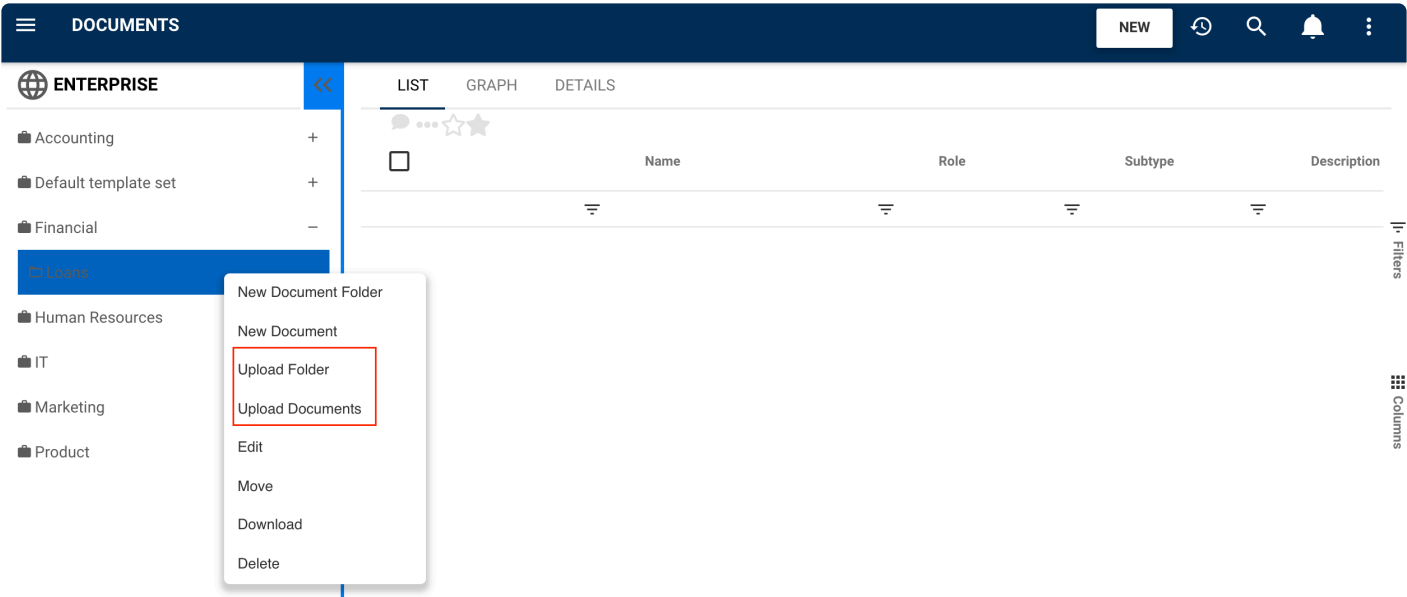 DOCUMENTS
NEW
ENTERPRISE
LIST GRAPH DETAILS
Accounting +
Default template set +
Financial −
Loans
Human Resources
IT
Marketing
Product
New Document Folder
New Document
Upload Folder
Upload Documents
Edit
Move
Download
Delete
Name Role Subtype Description
Filters
Columns